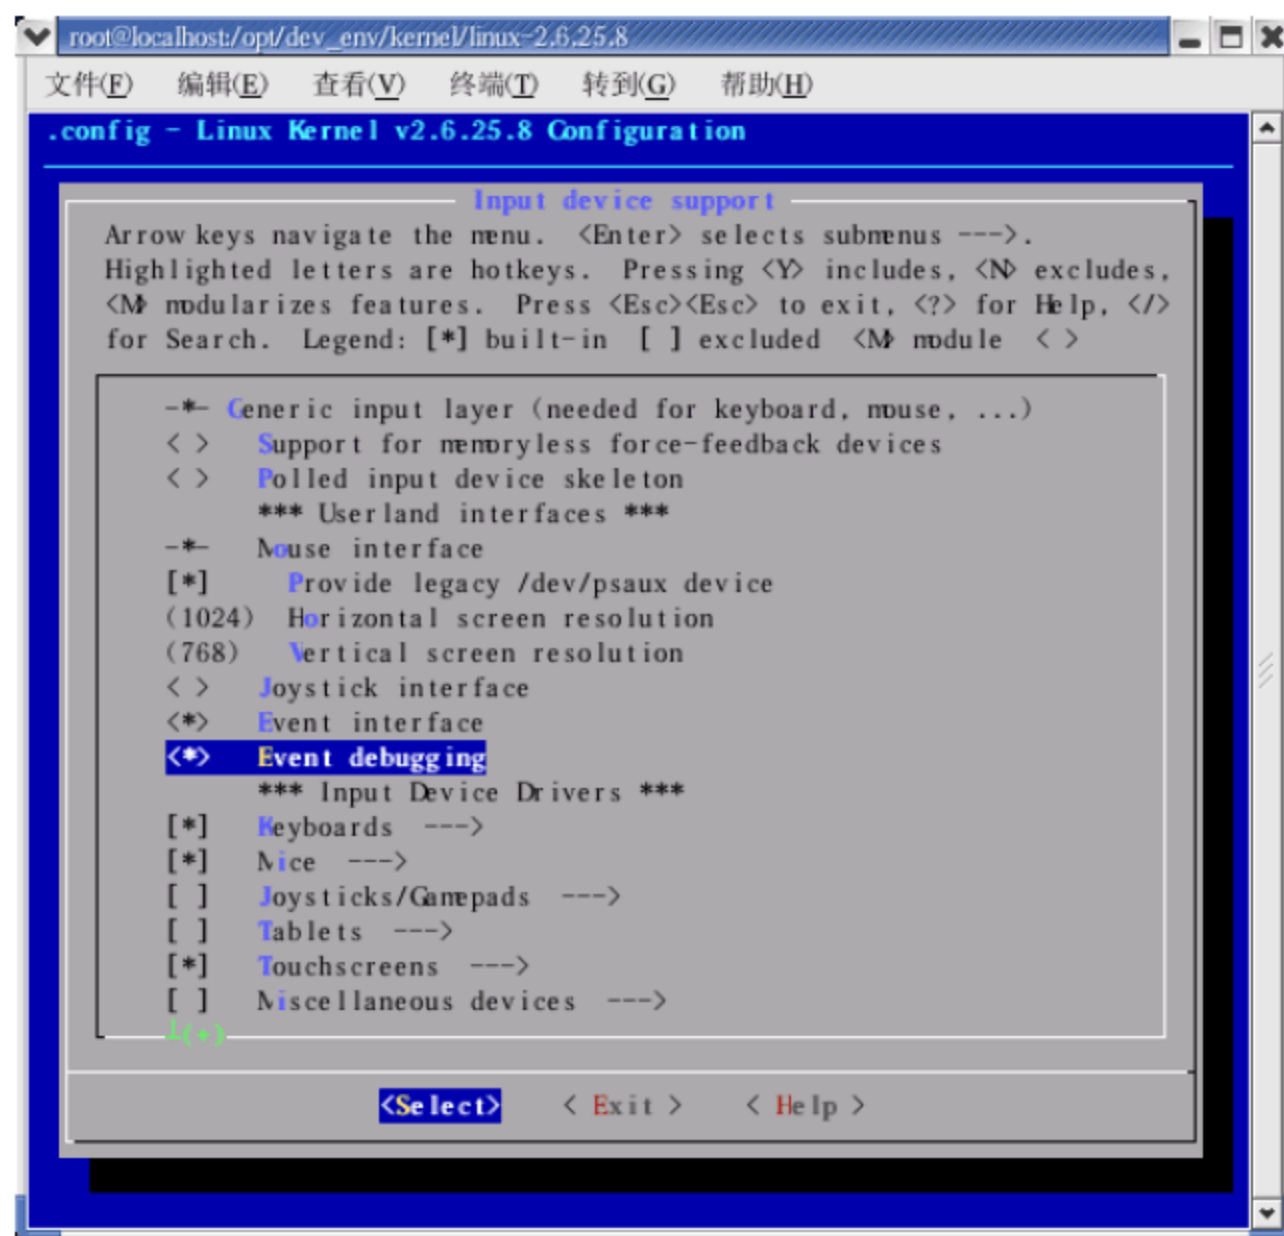 root@localhost:/opt/dev_env/kernel/linux-2.6.25.8
文件(F) 编辑(E) 查看(V) 终端(T) 转到(G) 帮助(H)
.config - Linux Kernel v2.6.25.8 Configuration
Input device support
Arrow keys navigate the menu. <Enter> selects submenus --->.
Highlighted letters are hotkeys. Pressing <Y> includes, <N> excludes,
<M> modularizes features. Press <Esc><Esc> to exit, <?> for Help, </>
for Search. Legend: [*] built-in [ ] excluded <M> module < >
-*- Generic input layer (needed for keyboard, mouse, ...)
< > Support for memoryless force-feedback devices
< > Polled input device skeleton
*** Userland interfaces ***
-*- Mouse interface
[*] Provide legacy /dev/psaux device
(1024) Horizontal screen resolution
(768) Vertical screen resolution
< > Joystick interface
<*> Event interface
<*> Event debugging
*** Input Device Drivers ***
[*] Keyboards --->
[*] Mice --->
[ ] Joysticks/Gamepads --->
[ ] Tablets --->
[*] Touchscreens --->
[ ] Miscellaneous devices --->
┴(+)
<Select> < Exit > < Help >